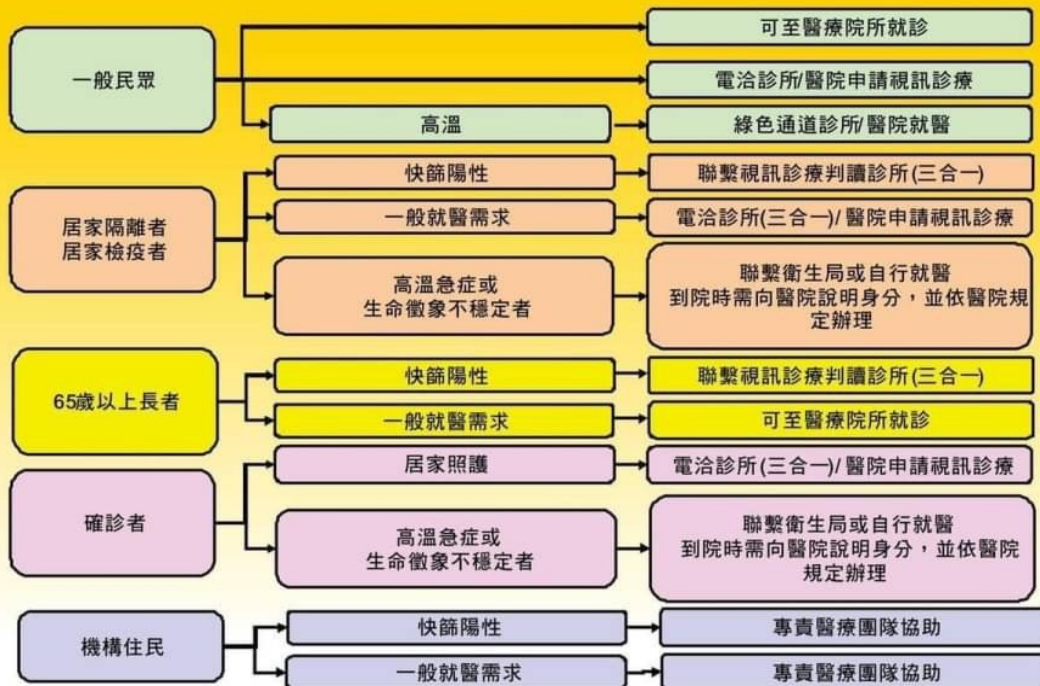 一般民眾
可至醫療院所就診
電洽診所/醫院申請視訊診療
高溫
綠色通道診所/醫院就醫
居家隔離者
居家檢疫者
快篩陽性
聯繫視訊診療判讀診所(三合一)
一般就醫需求
電洽診所(三合一)/醫院申請視訊診療
高溫急症或
生命徵象不穩定者
聯繫衛生局或自行就醫
到院時需向醫院說明身分，並依醫院規
定辦理
65歲以上長者
快篩陽性
聯繫視訊診療判讀診所(三合一)
一般就醫需求
可至醫療院所就診
確診者
居家照護
電洽診所(三合一)/醫院申請視訊診療
高溫急症或
生命徵象不穩定者
聯繫衛生局或自行就醫
到院時需向醫院說明身分，並依醫院
規定辦理
機構住民
快篩陽性
專責醫療團隊協助
一般就醫需求
專責醫療團隊協助